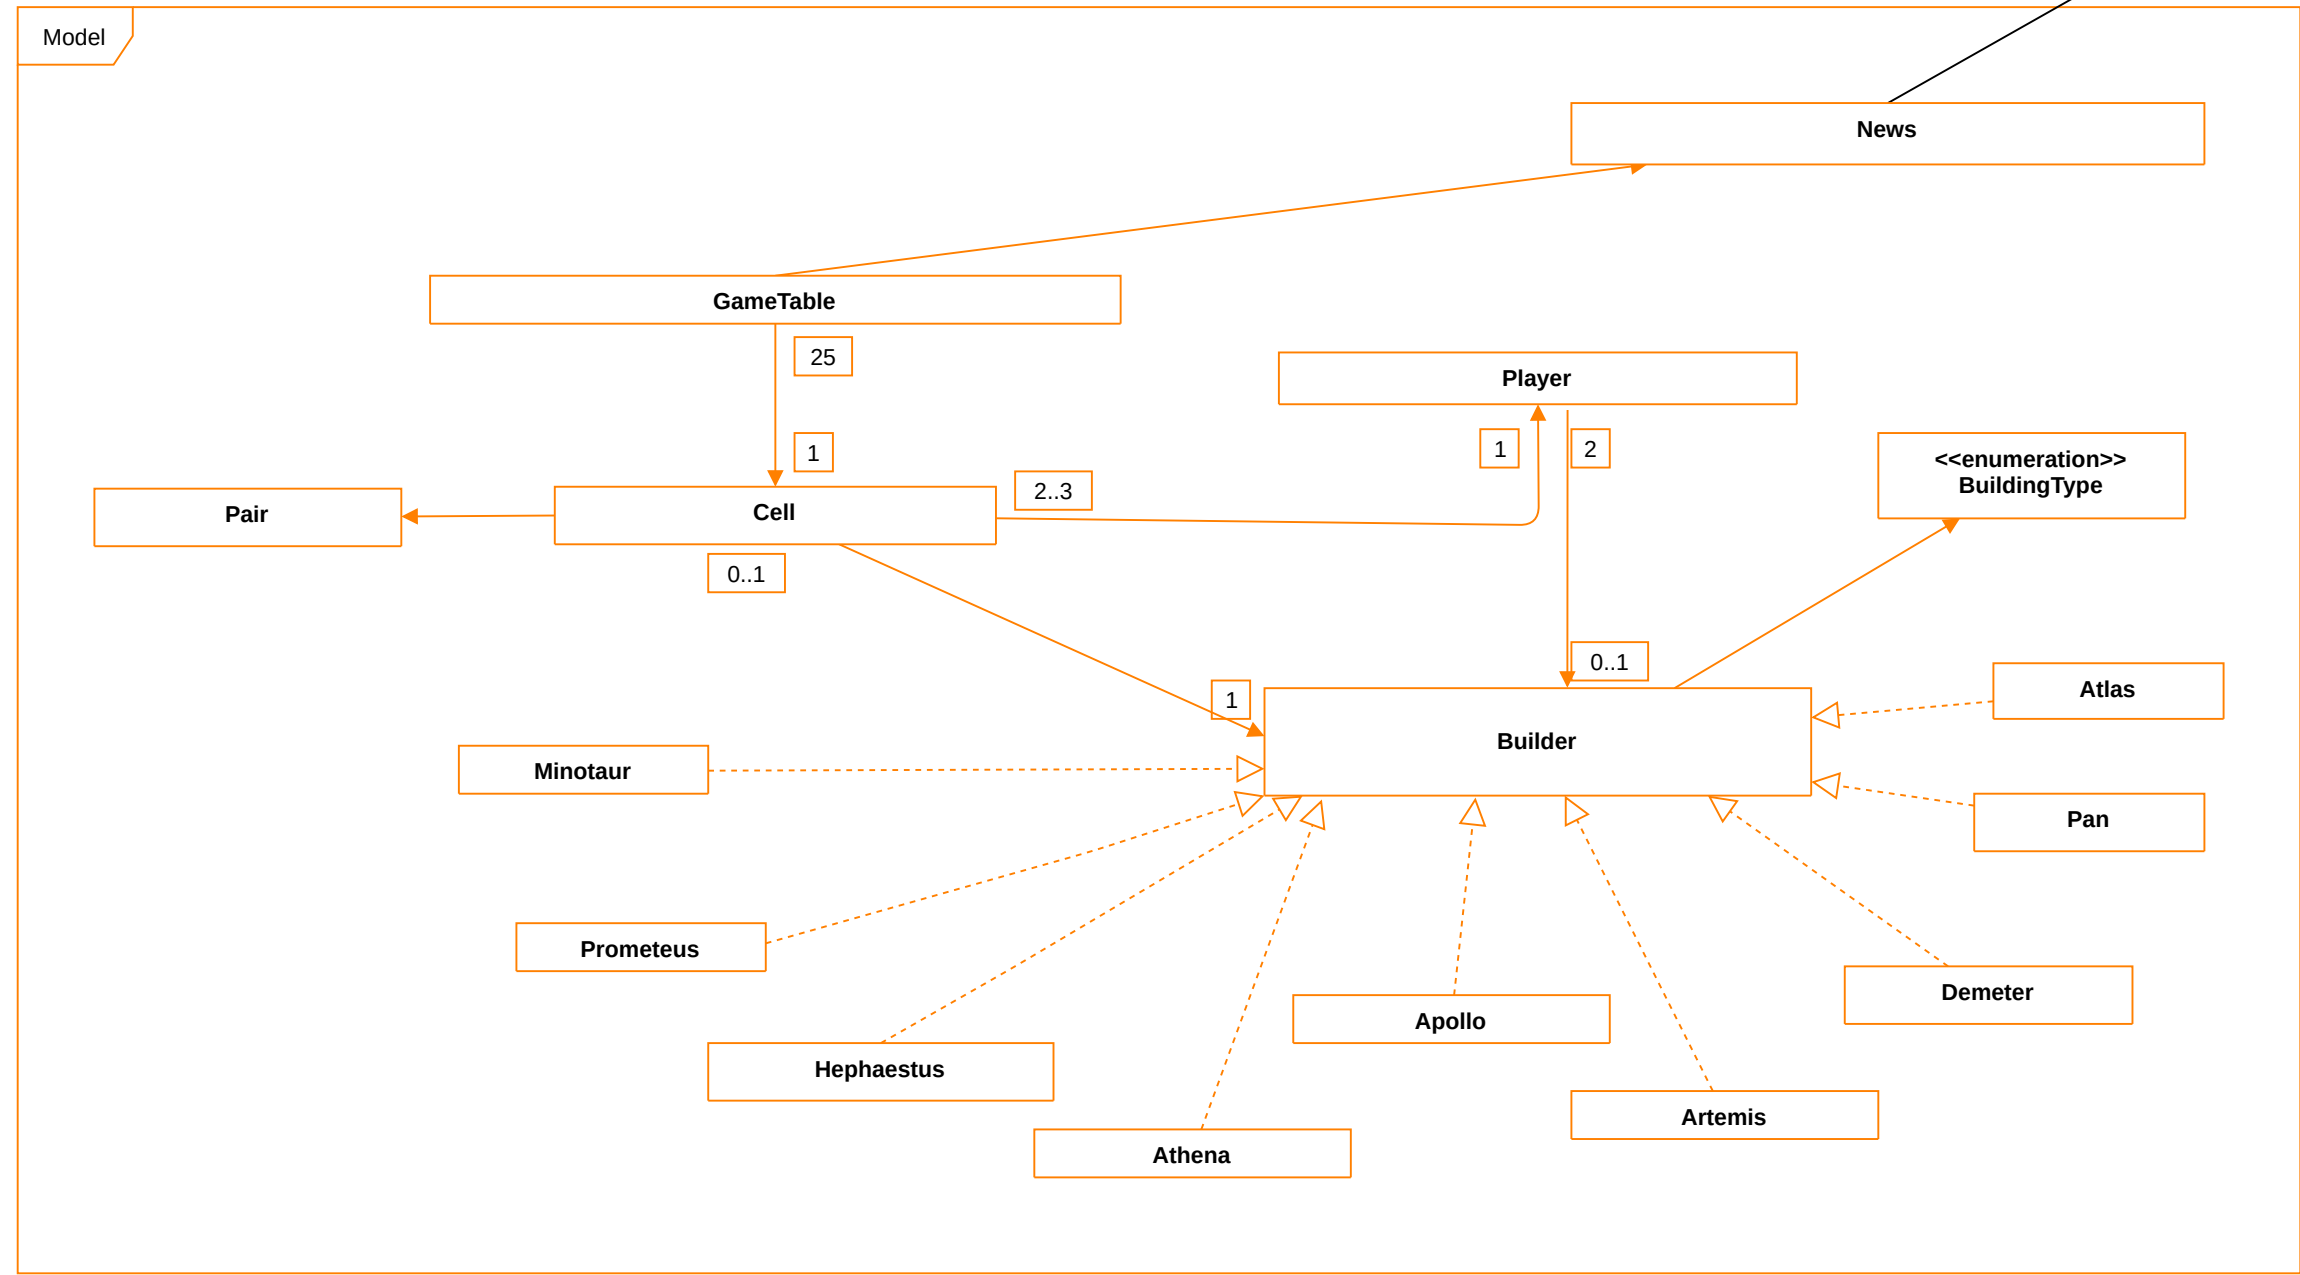 Model
News
GameTable
25
Player
1
2
1
<<enumeration>>
BuildingType
2..3
Pair
Cell
0..1
0..1
1
Atlas
Builder
Minotaur
Pan
Prometeus
Demeter
Apollo
Hephaestus
Artemis
Athena